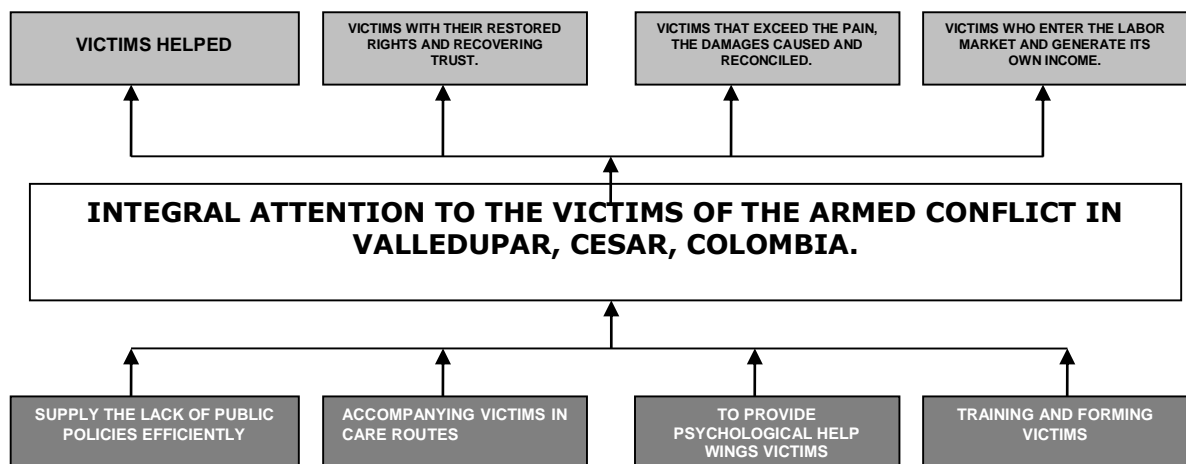 VICTIMS HELPED
VICTIMS WITH THEIR RESTORED
RIGHTS AND RECOVERING
TRUST.
VICTIMS THAT EXCEED THE PAIN,
THE DAMAGES CAUSED AND
RECONCILED.
VICTIMS WHO ENTER THE LABOR
MARKET AND GENERATE ITS
OWN INCOME.
INTEGRAL ATTENTION TO THE VICTIMS OF THE ARMED CONFLICT IN
VALLEDUPAR, CESAR, COLOMBIA.
SUPPLY THE LACK OF PUBLIC
POLICIES EFFICIENTLY
ACCOMPANYING VICTIMS IN
CARE ROUTES
TO PROVIDE
PSYCHOLOGICAL HELP
WINGS VICTIMS
TRAINING AND FORMING
VICTIMS